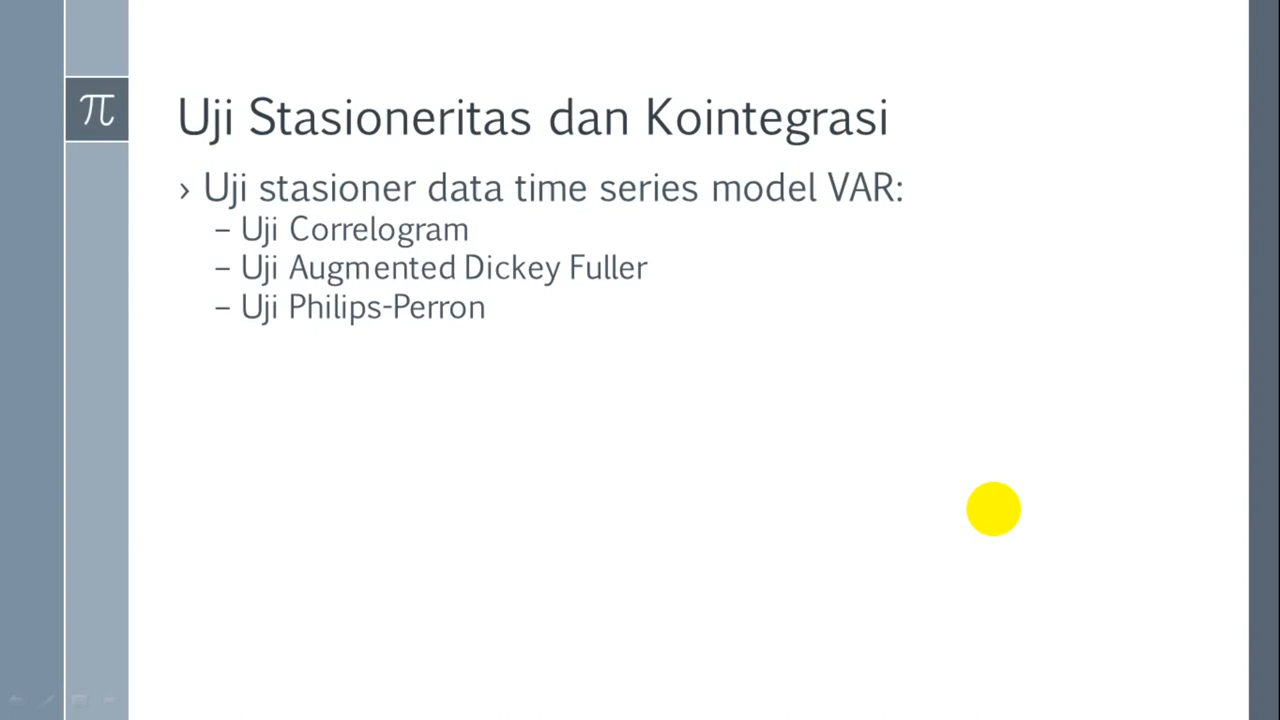 π
Uji Stasioneritas dan Kointegrasi
› Uji stasioner data time series model VAR:
– Uji Correlogram
– Uji Augmented Dickey Fuller
– Uji Philips-Perron